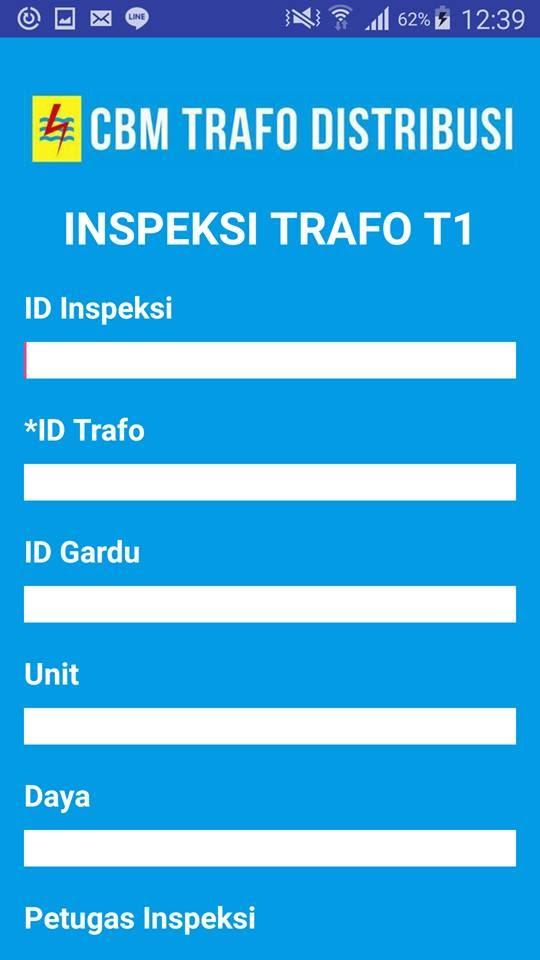 LINE
62%
12:39
CBM TRAFO DISTRIBUSI
INSPEKSI TRAFO T1
ID Inspeksi
*ID Trafo
ID Gardu
Unit
Daya
Petugas Inspeksi